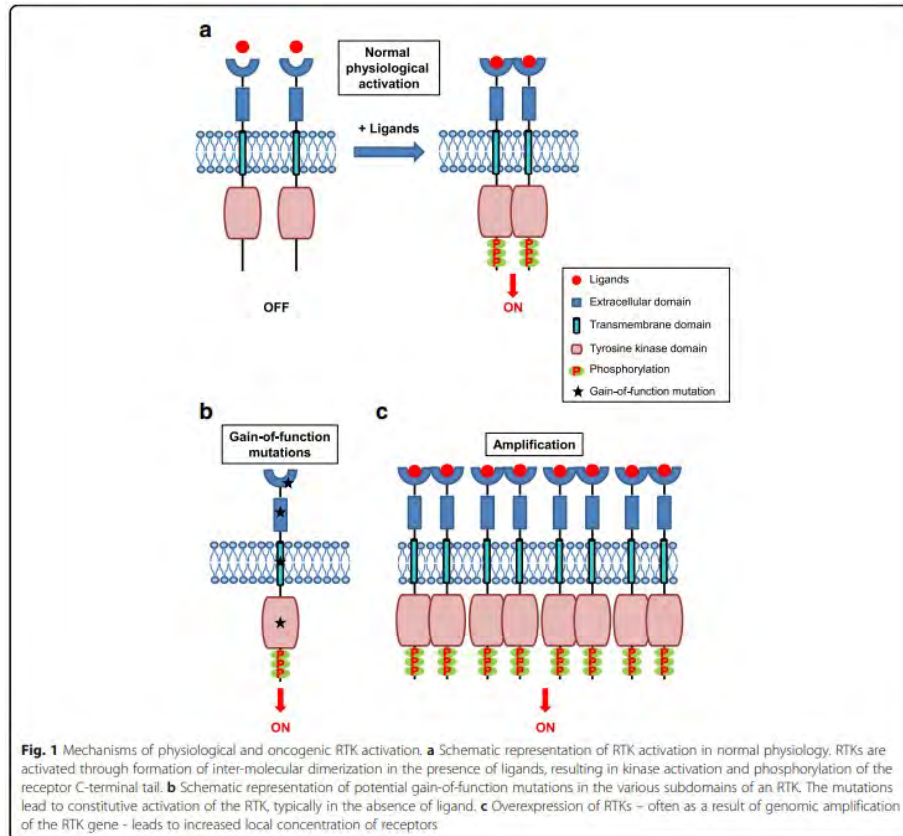 a
Normal
physiological
activation
+ Ligands
P
P
P
P
P
P
OFF
ON
Ligands
Extracellular domain
Transmembrane domain
Tyrosine kinase domain
P Phosphorylation
Gain-of-function mutation
b
Gain-of-function
mutations
P
P
P
ON
c
Amplification
P P P P P P P P
P P P P P P P P
P P P P P P P P
ON
Fig. 1 Mechanisms of physiological and oncogenic RTK activation. a Schematic representation of RTK activation in normal physiology. RTKs are
activated through formation of inter-molecular dimerization in the presence of ligands, resulting in kinase activation and phosphorylation of the
receptor C-terminal tail. b Schematic representation of potential gain-of-function mutations in the various subdomains of an RTK. The mutations
lead to constitutive activation of the RTK, typically in the absence of ligand. c Overexpression of RTKs – often as a result of genomic amplification
of the RTK gene - leads to increased local concentration of receptors